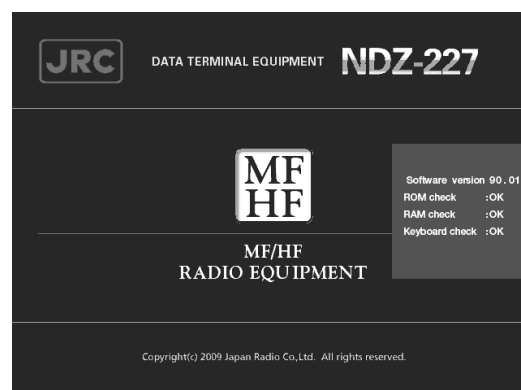 JRC DATA TERMINAL EQUIPMENT NDZ-227
MF
HF
Software version 90.01
ROM check :OK
RAM check :OK
Keyboard check :OK
MF/HF
RADIO EQUIPMENT
Copyright(c) 2009 Japan Radio Co,Ltd. All rights reserved.